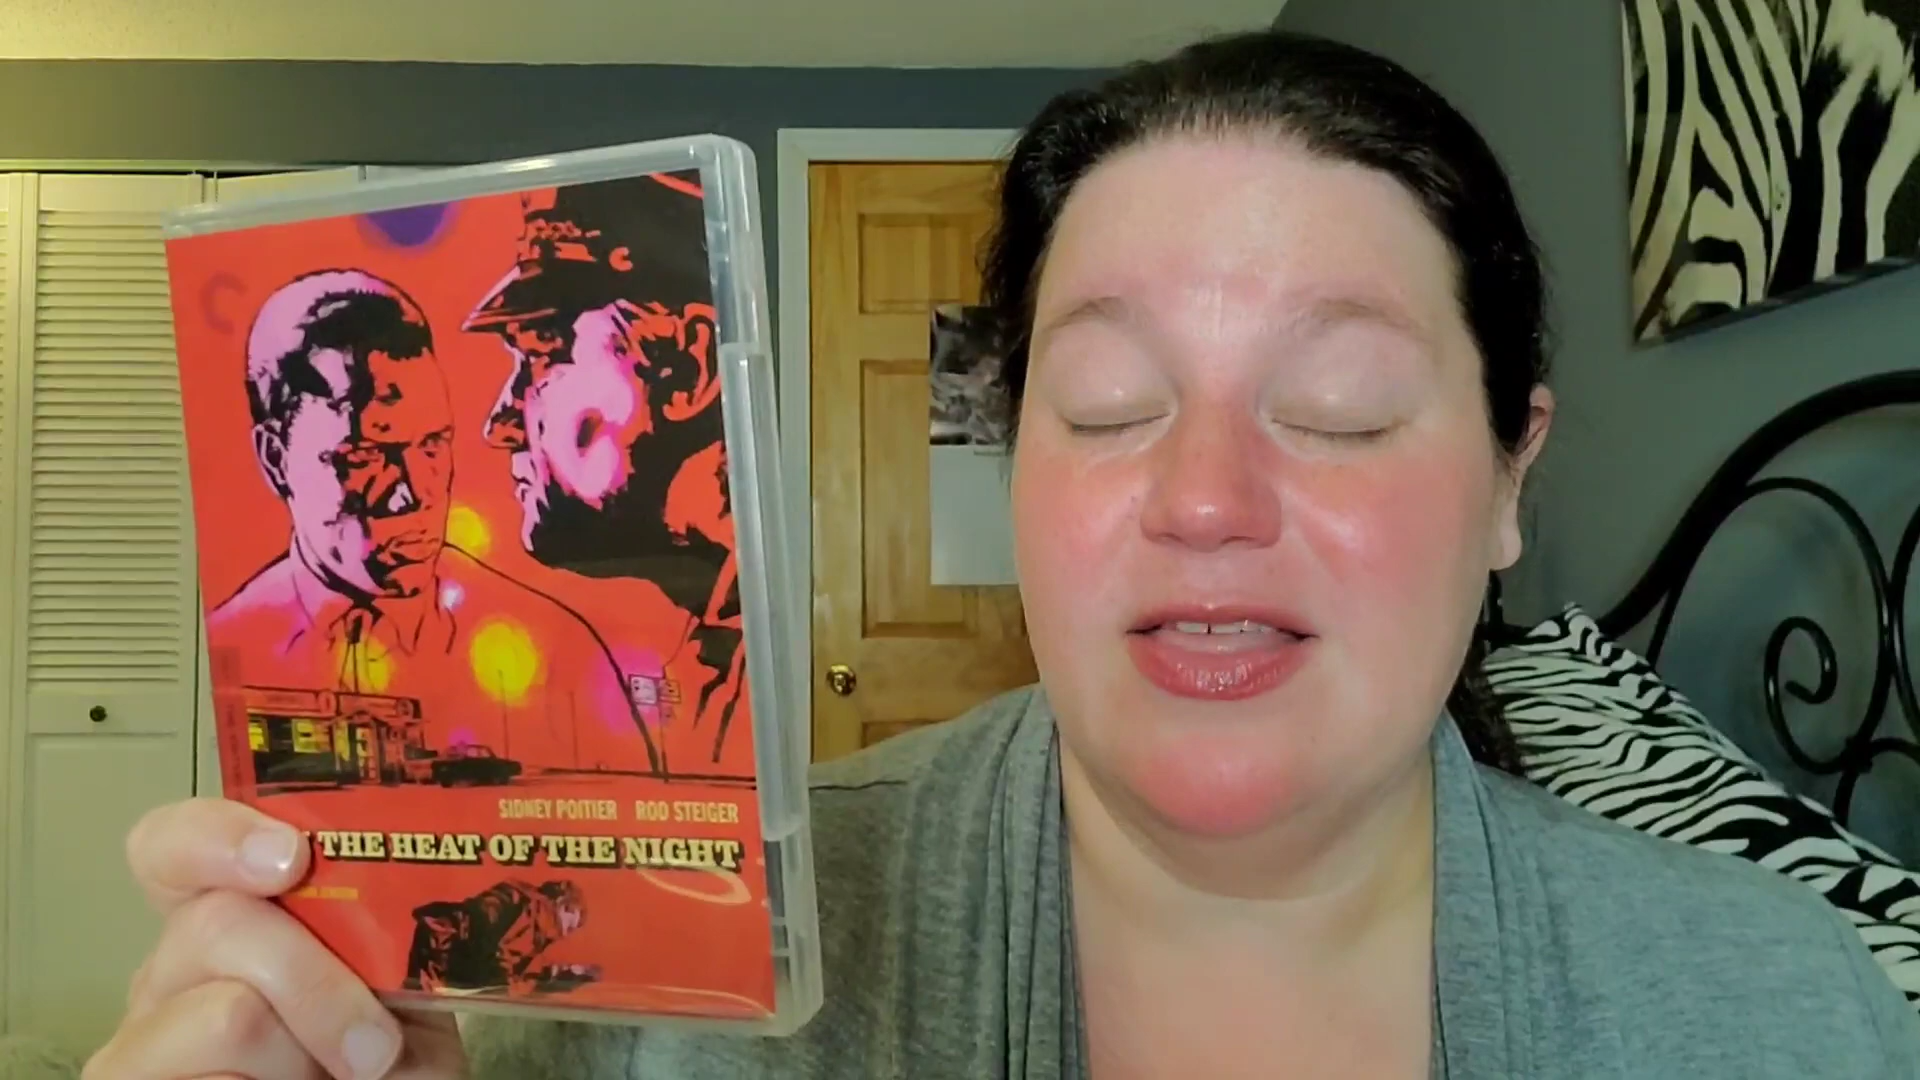 SIDNEY POITIER ROD STEIGER
THE HEAT OF THE NIGHT